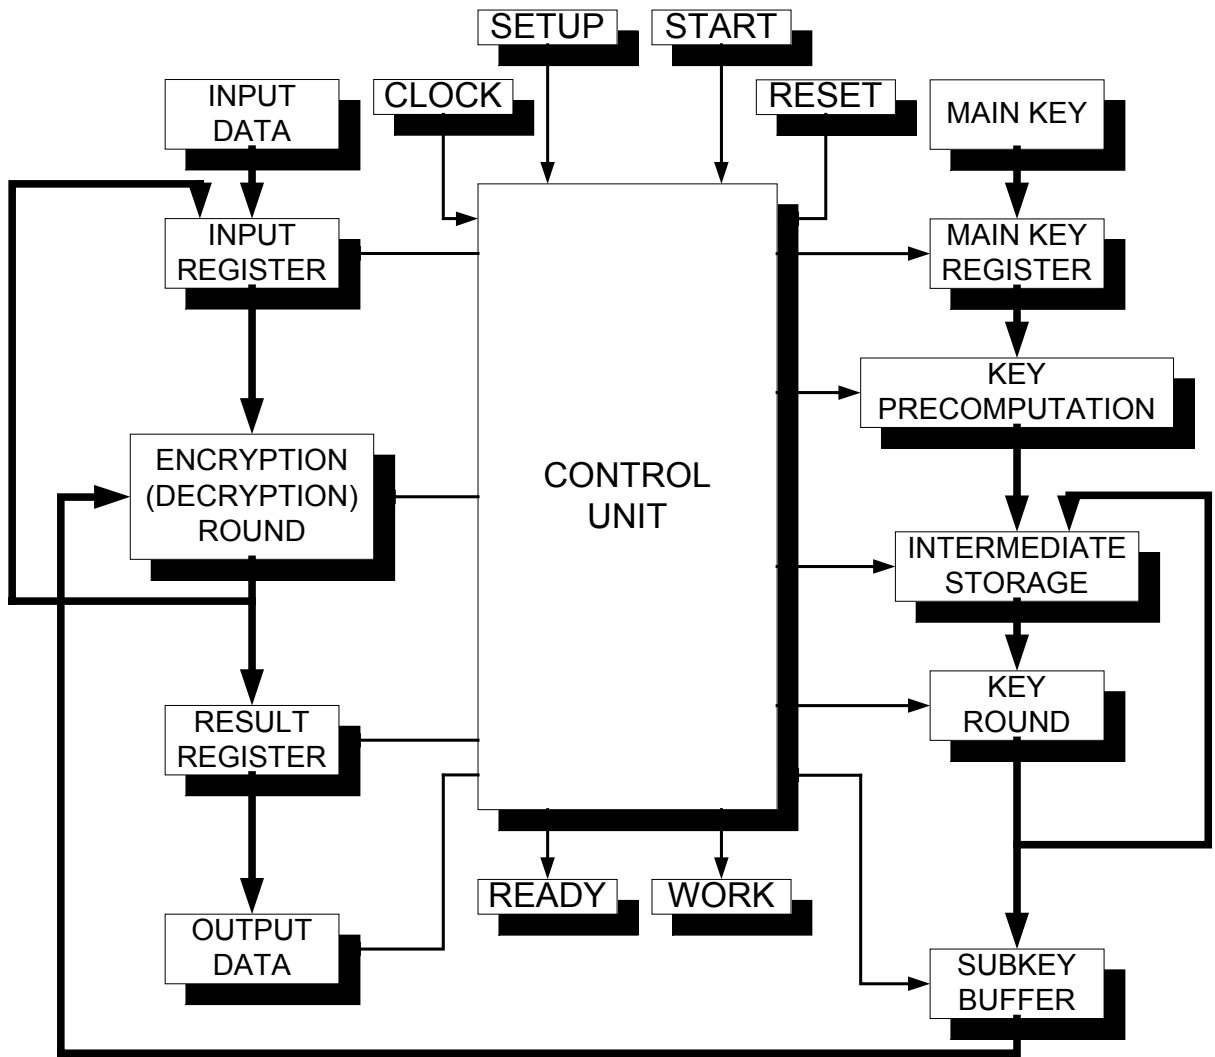 SETUP
START
CLOCK
RESET
INPUT
DATA
MAIN KEY
INPUT
REGISTER
MAIN KEY
REGISTER
KEY
PRECOMPUTATION
ENCRYPTION
(DECRYPTION)
ROUND
CONTROL
UNIT
INTERMEDIATE
STORAGE
KEY
ROUND
RESULT
REGISTER
READY
WORK
OUTPUT
DATA
SUBKEY
BUFFER